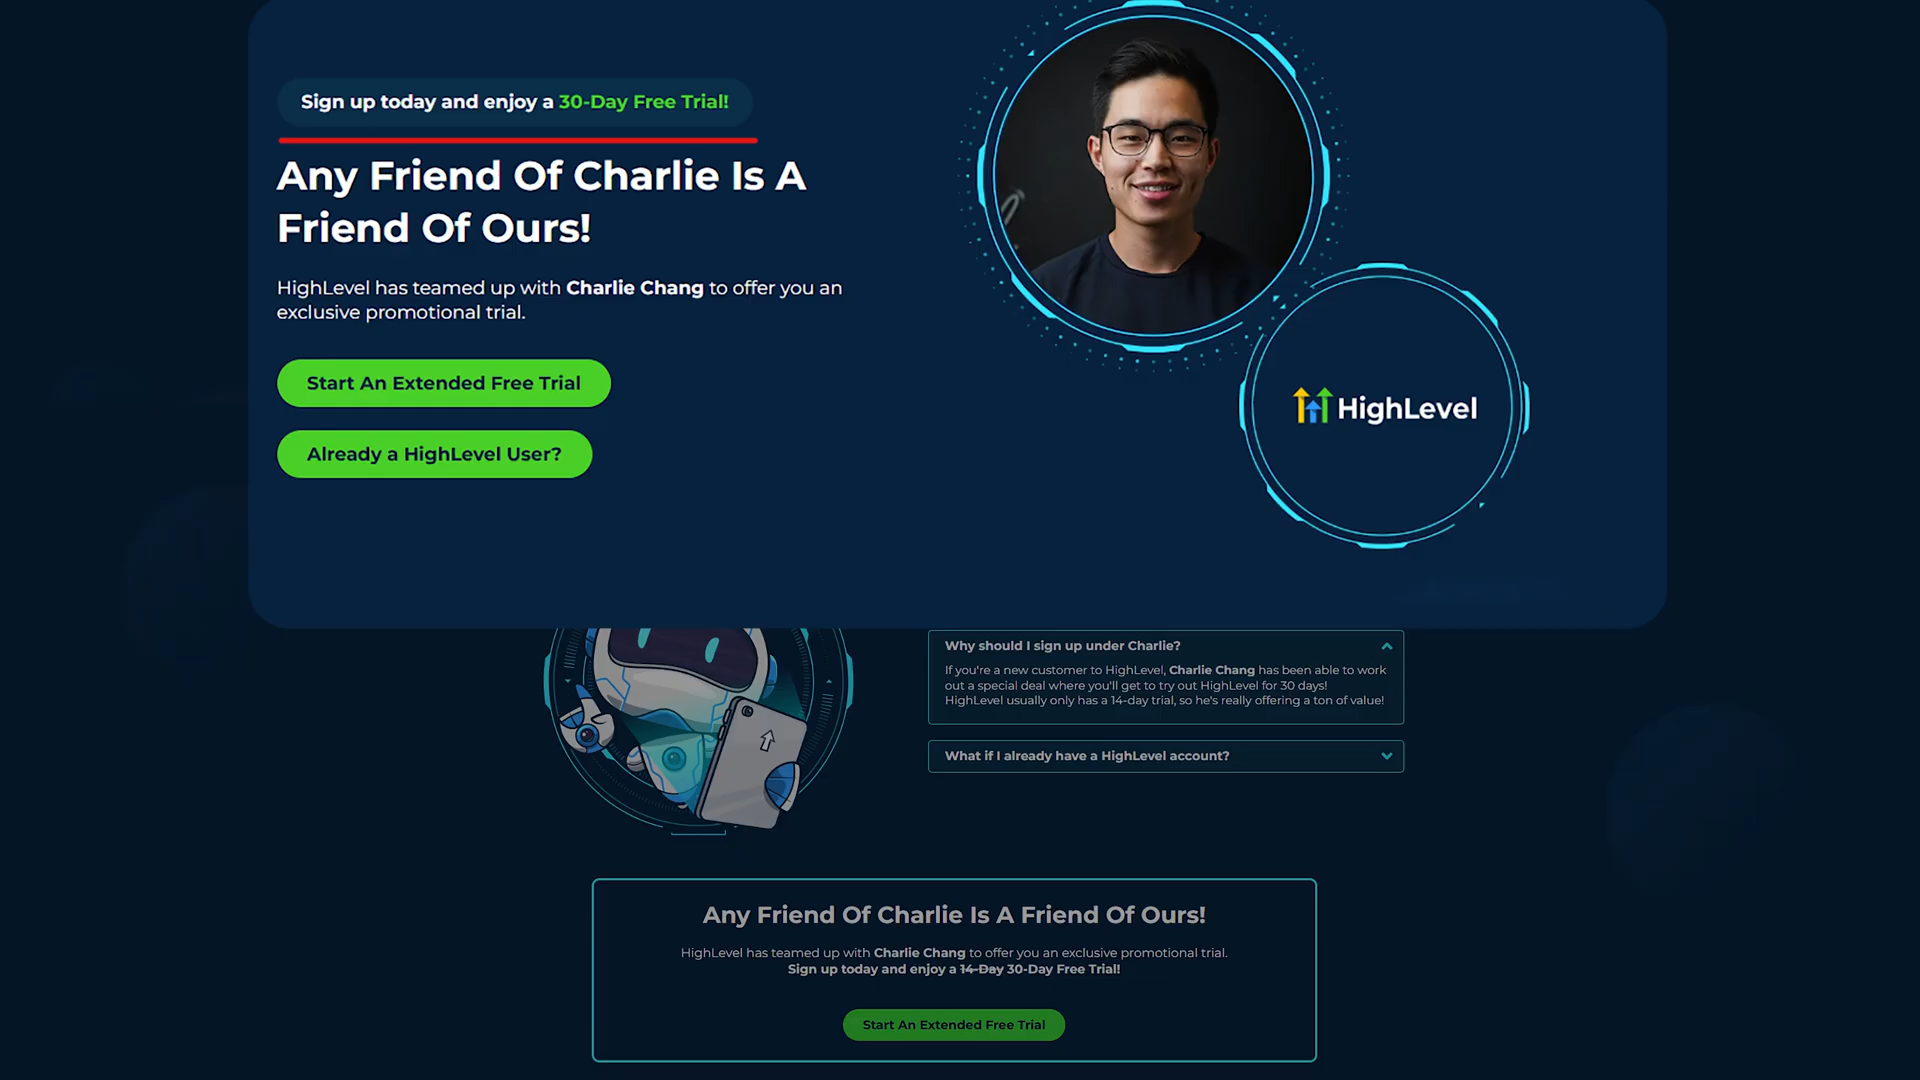 Sign up today and enjoy a 30-Day Free Trial!
Any Friend Of Charlie Is A
Friend Of Ours!
HighLevel has teamed up with Charlie Chang to offer you an
exclusive promotional trial.
Start An Extended Free Trial
Already a HighLevel User?
HighLevel
Why should I sign up under Charlie?
If you're a new customer to HighLevel, Charlie Chang has been able to work
out a special deal where you'll get to try out HighLevel for 30 days!
HighLevel usually only has a 14-day trial, so he's really offering a ton of value!
What if I already have a HighLevel account?
Any Friend Of Charlie Is A Friend Of Ours!
HighLevel has teamed up with Charlie Chang to offer you an exclusive promotional trial.
Sign up today and enjoy a 14-Day 30-Day Free Trial!
Start An Extended Free Trial